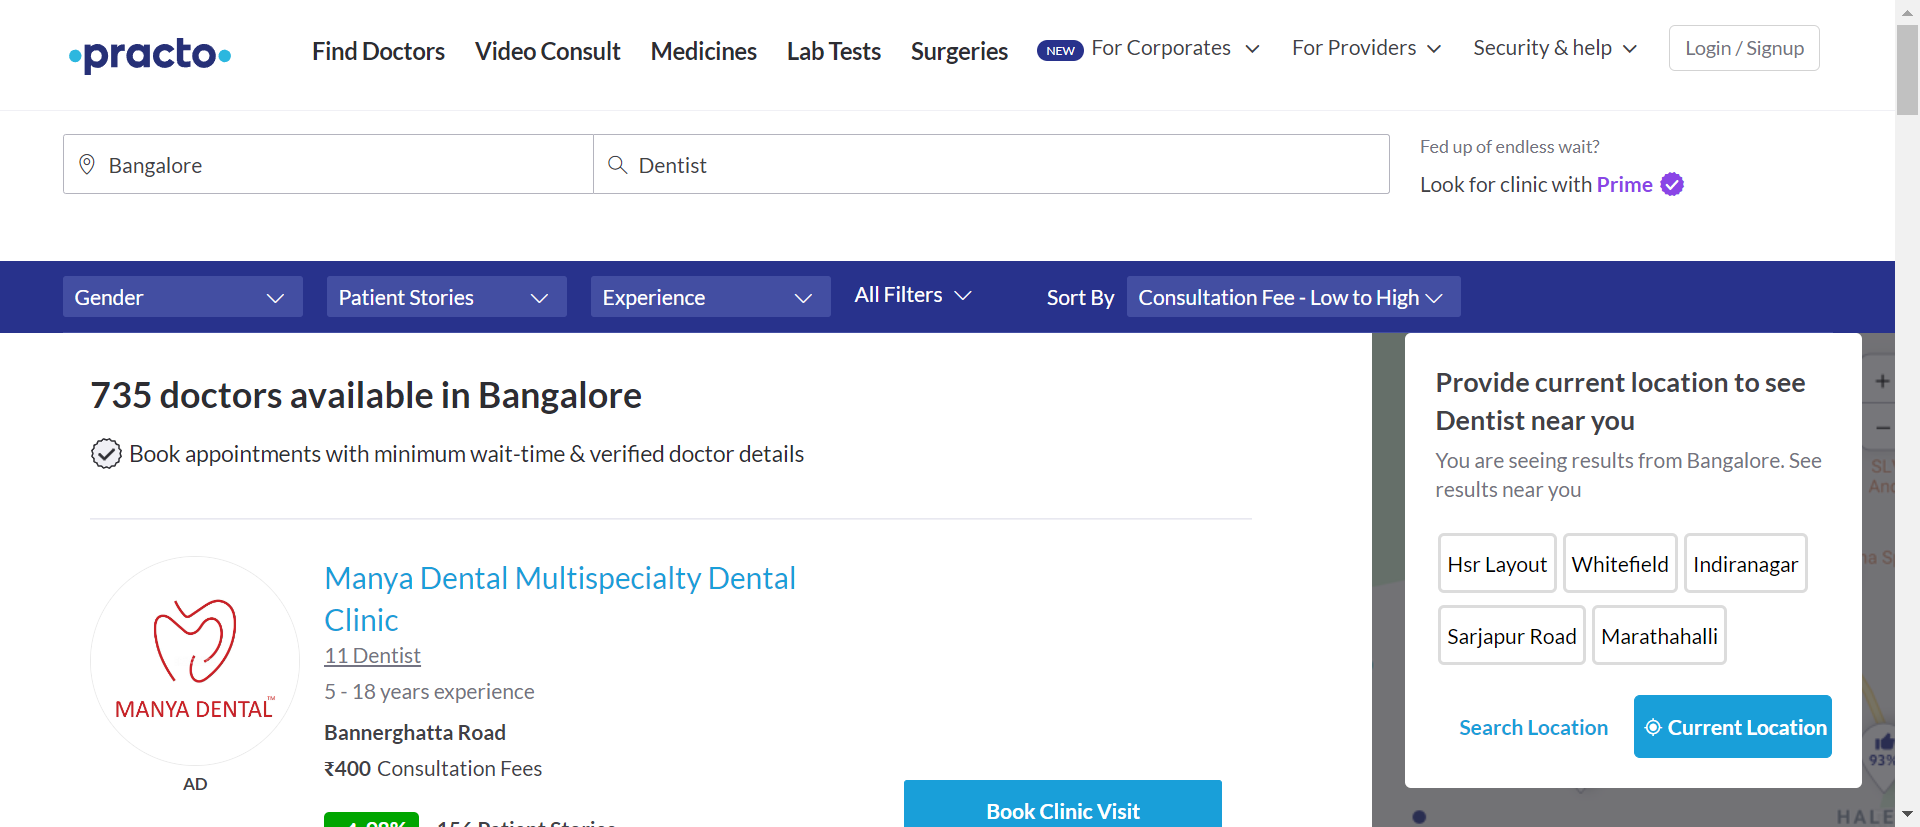 practo
Find Doctors Video Consult Medicines Lab Tests Surgeries NEW For Corporates For Providers Security & help Login / Signup
Bangalore Dentist
Fed up of endless wait?
Look for clinic with Prime
Gender Patient Stories Experience All Filters Sort By Consultation Fee - Low to High
735 doctors available in Bangalore
Book appointments with minimum wait-time & verified doctor details
MANYA DENTAL™
AD
Manya Dental Multispecialty Dental
Clinic
11 Dentist
5 - 18 years experience
Bannerghatta Road
₹400 Consultation Fees
98% 156 Patient Stories
Book Clinic Visit
Provide current location to see
Dentist near you
You are seeing results from Bangalore. See
results near you
Hsr Layout Whitefield Indiranagar
Sarjapur Road Marathahalli
Search Location Current Location
+
−
93%
HALE